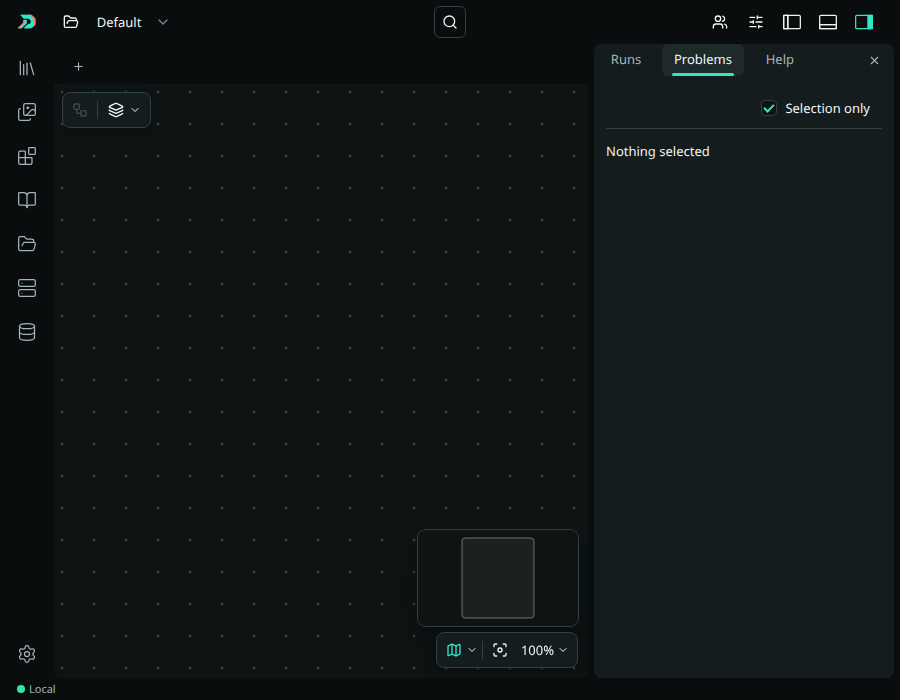 Default
Runs
Problems
Help
Selection only
Nothing selected
100%
Local